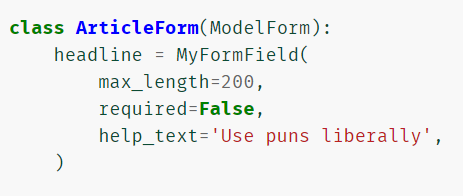 class ArticleForm(ModelForm):
    headline = MyFormField(
        max_length=200,
        required=False,
        help_text='Use puns liberally',
    )